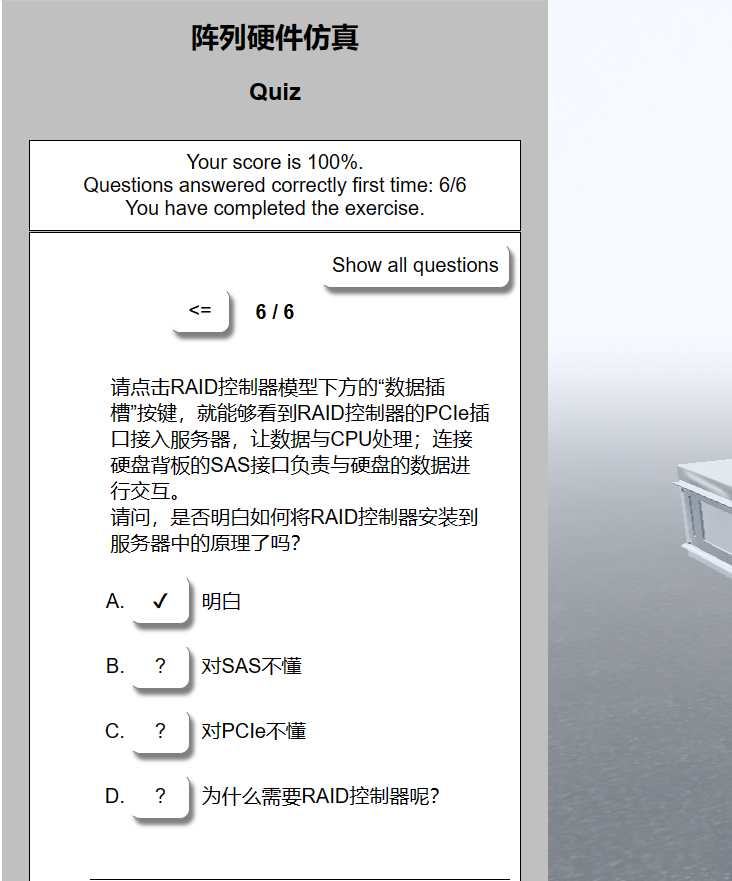 阵列硬件仿真
Quiz
Your score is 100%.
Questions answered correctly first time: 6/6
You have completed the exercise.
Show all questions
<= 6 / 6
请点击RAID控制器模型下方的“数据插
槽”按键，就能够看到RAID控制器的PCIe插
口接入服务器，让数据与CPU处理；连接
硬盘背板的SAS接口负责与硬盘的数据进
行交互。
请问，是否明白如何将RAID控制器安装到
服务器中的原理了吗？
A. ✓ 明白
B. ? 对SAS不懂
C. ? 对PCIe不懂
D. ? 为什么需要RAID控制器呢？